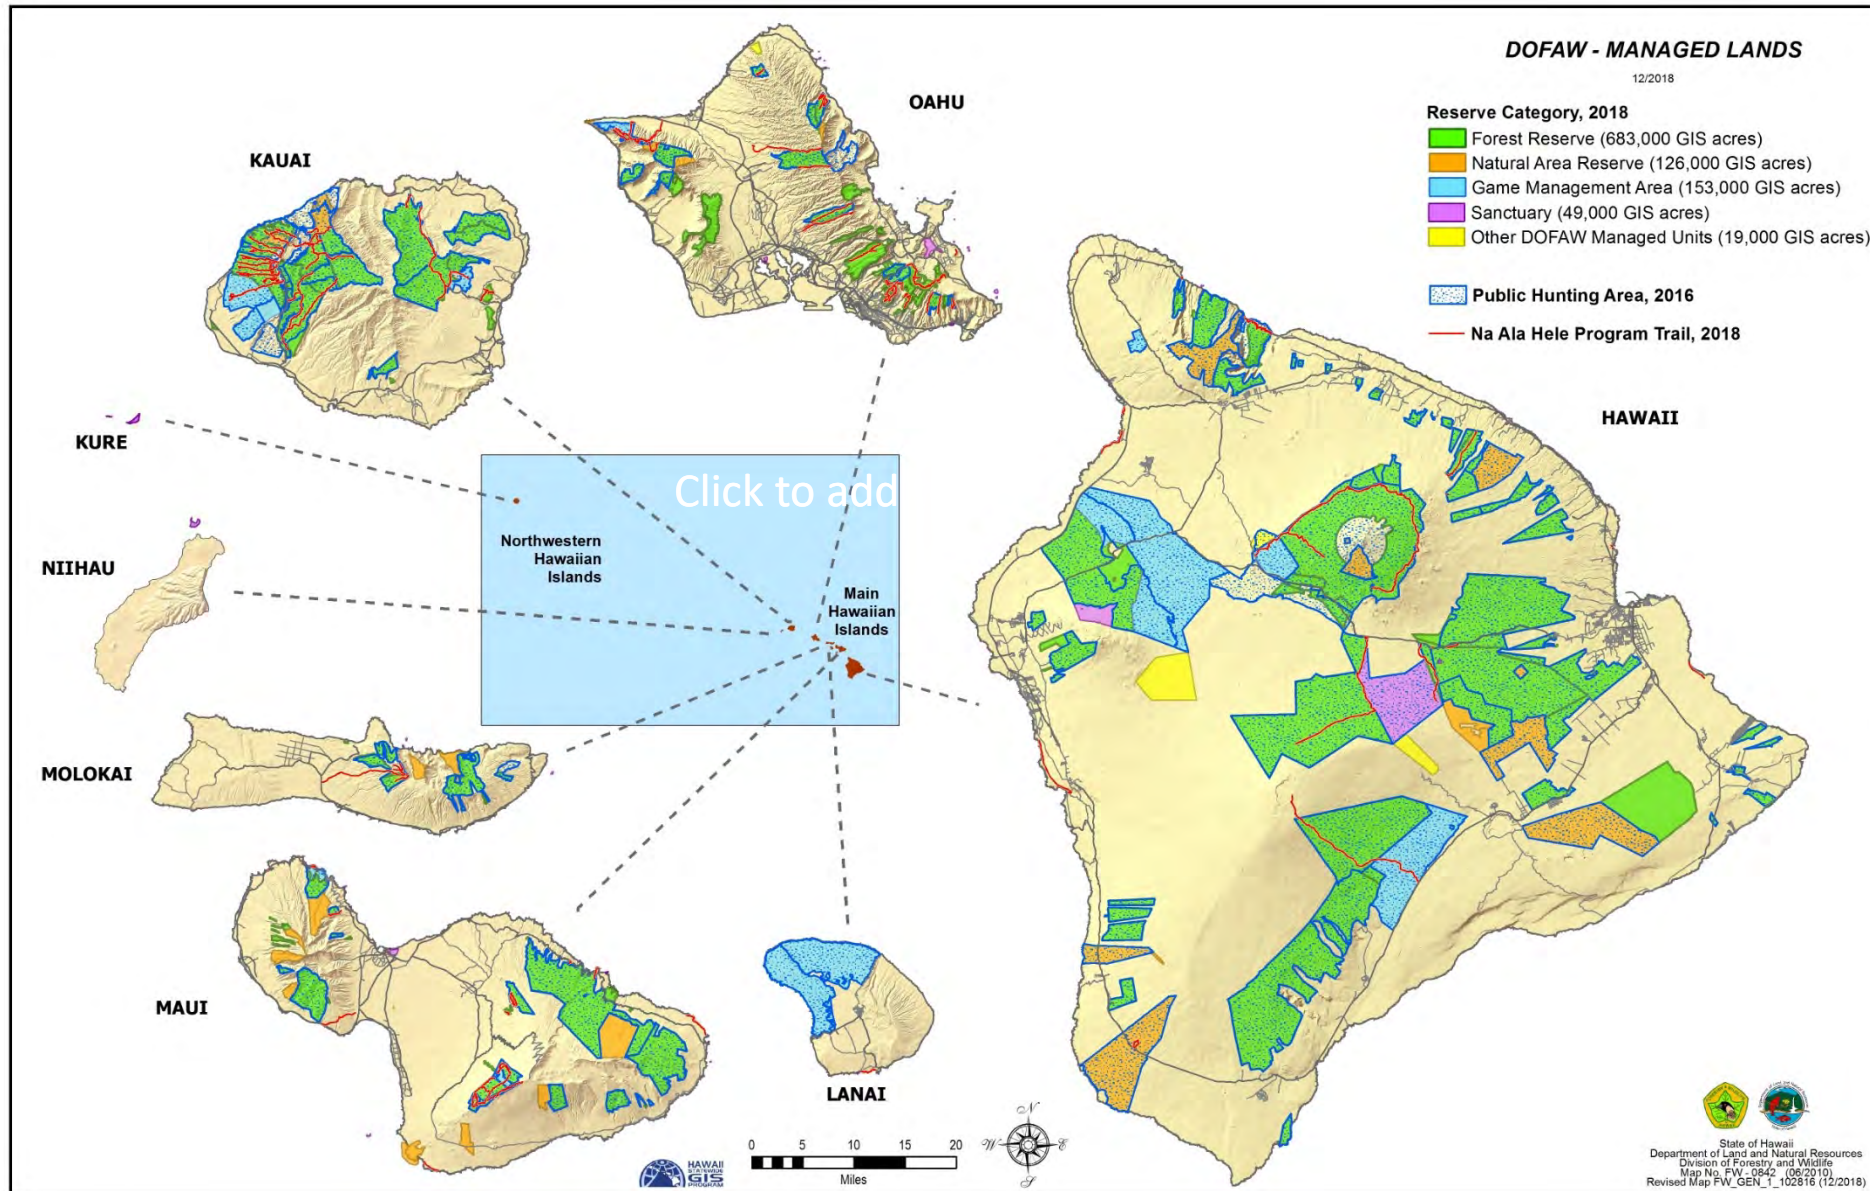 DOFAW - MANAGED LANDS
12/2018
Reserve Category, 2018
Forest Reserve (683,000 GIS acres)
Natural Area Reserve (126,000 GIS acres)
Game Management Area (153,000 GIS acres)
Sanctuary (49,000 GIS acres)
Other DOFAW Managed Units (19,000 GIS acres)
Public Hunting Area, 2016
Na Ala Hele Program Trail, 2018
OAHU
KAUAI
HAWAII
KURE
Click to add
Northwestern
Hawaiian
Islands
NIIHAU
Main
Hawaiian
Islands
MOLOKAI
MAUI
LANAI
N
W
E
S
0 5 10 15 20
Miles
HAWAII
STATEWIDE
GIS
PROGRAM
State of Hawaii
Department of Land and Natural Resources
Division of Forestry and Wildlife
Map No. FW - 0842 (06/2010)
Revised Map FW_GEN_1_102816 (12/2018)